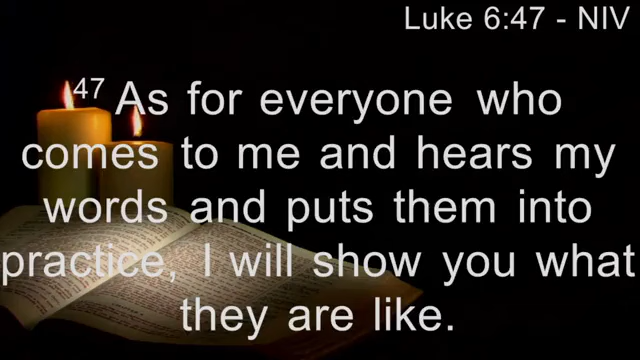 Luke 6:47 - NIV
47 As for everyone who
comes to me and hears my
words and puts them into
practice, I will show you what
they are like.